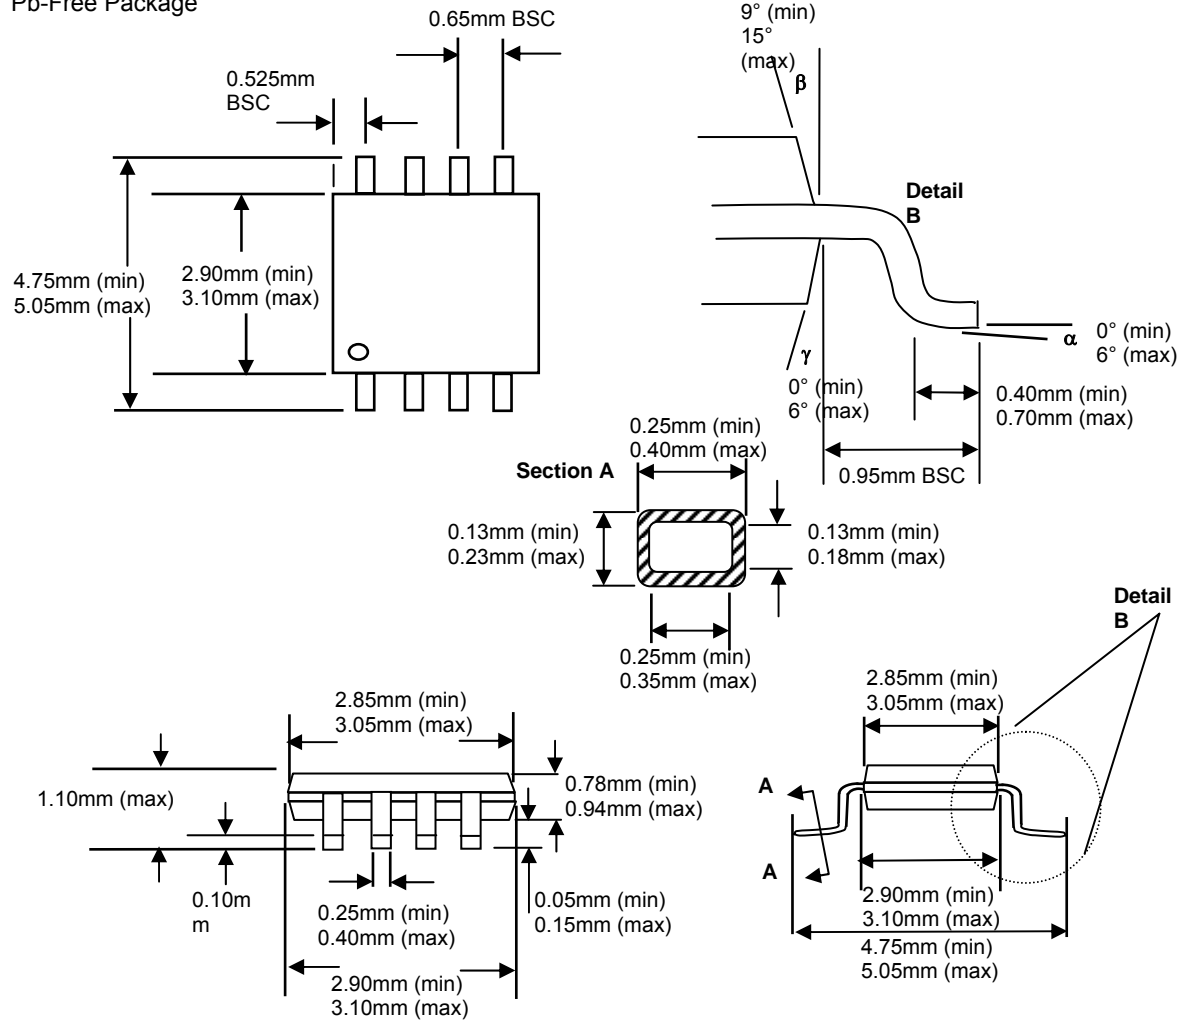 Pb-Free Package
0.65mm BSC
9° (min)
15°
(max)
β
0.525mm
BSC
Detail
B
4.75mm (min)
5.05mm (max)
2.90mm (min)
3.10mm (max)
α
0° (min)
6° (max)
γ
0° (min)
6° (max)
0.40mm (min)
0.70mm (max)
0.95mm BSC
0.25mm (min)
0.40mm (max)
Section A
0.13mm (min)
0.23mm (max)
0.13mm (min)
0.18mm (max)
0.25mm (min)
0.35mm (max)
Detail
B
2.85mm (min)
3.05mm (max)
2.85mm (min)
3.05mm (max)
1.10mm (max)
0.78mm (min)
0.94mm (max)
A
A
0.10m
m
0.25mm (min)
0.40mm (max)
0.05mm (min)
0.15mm (max)
2.90mm (min)
3.10mm (max)
2.90mm (min)
3.10mm (max)
4.75mm (min)
5.05mm (max)